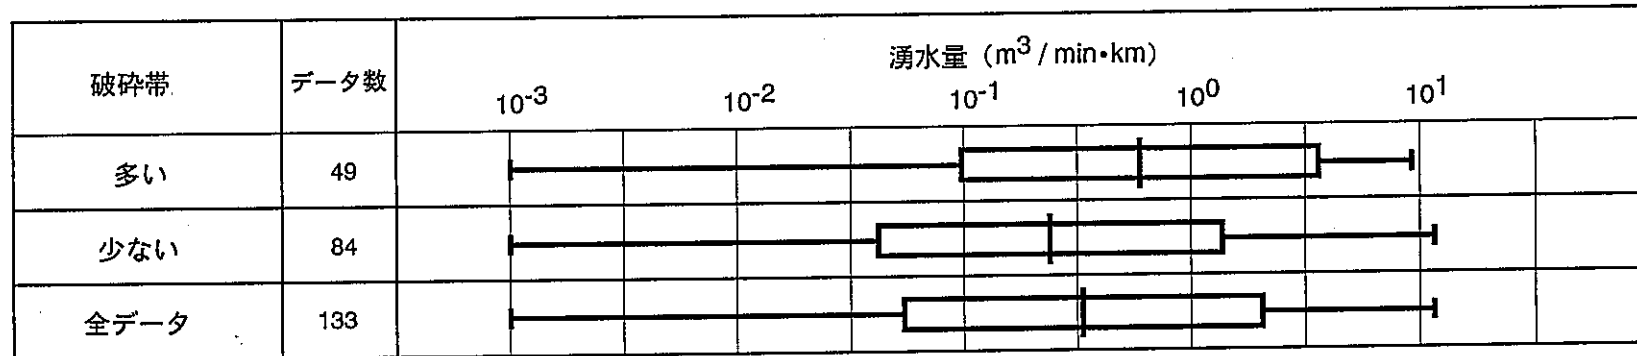 破砕帯 データ数 湧水量（m³/min•km）
10⁻³ 10⁻² 10⁻¹ 10⁰ 10¹
多い 49
少ない 84
全データ 133